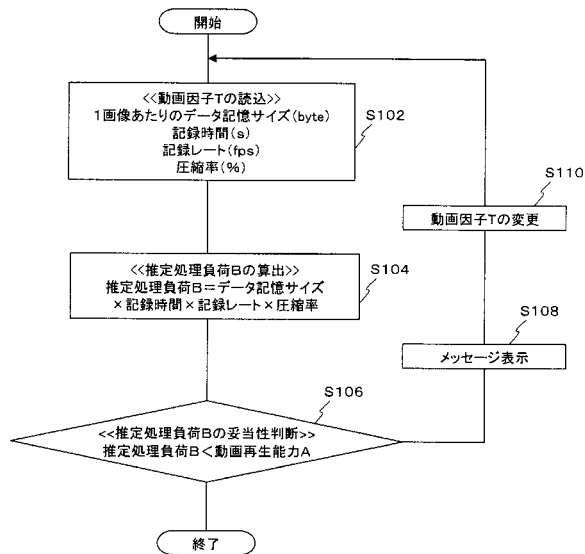 開始
<<動画因子Tの読込>>
1画像あたりのデータ記憶サイズ(byte)
記録時間(s)
記録レート(fps)
圧縮率(%)
S102
S110
動画因子Tの変更
<<推定処理負荷Bの算出>>
推定処理負荷B=データ記憶サイズ
×記録時間×記録レート×圧縮率
S104
S108
メッセージ表示
S106
<<推定処理負荷Bの妥当性判断>>
推定処理負荷B<動画再生能力A
終了